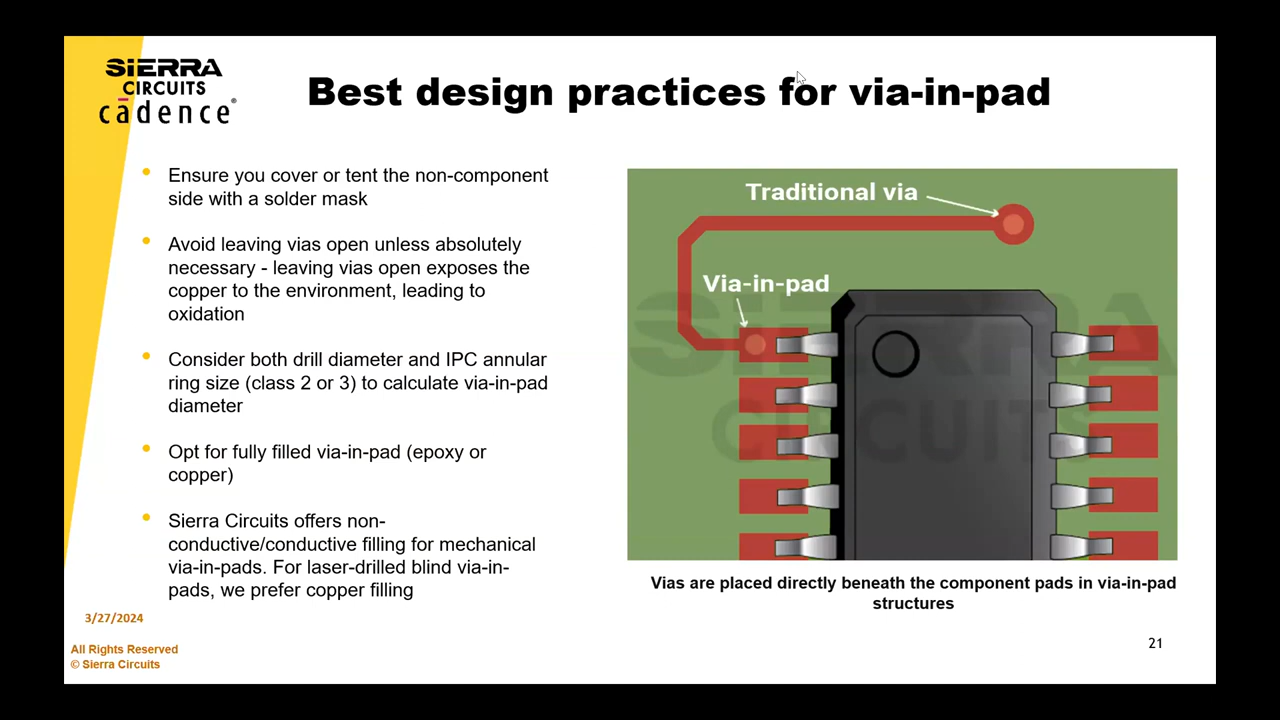 SIERRA
CIRCUITS
cādence®
Best design practices for via-in-pad
• Ensure you cover or tent the non-component
side with a solder mask
• Avoid leaving vias open unless absolutely
necessary - leaving vias open exposes the
copper to the environment, leading to
oxidation
• Consider both drill diameter and IPC annular
ring size (class 2 or 3) to calculate via-in-pad
diameter
• Opt for fully filled via-in-pad (epoxy or
copper)
• Sierra Circuits offers non-
conductive/conductive filling for mechanical
via-in-pads. For laser-drilled blind via-in-
pads, we prefer copper filling
Traditional via
Via-in-pad
SIERRA
CIRCUITS
Vias are placed directly beneath the component pads in via-in-pad
structures
3/27/2024
All Rights Reserved
© Sierra Circuits
21